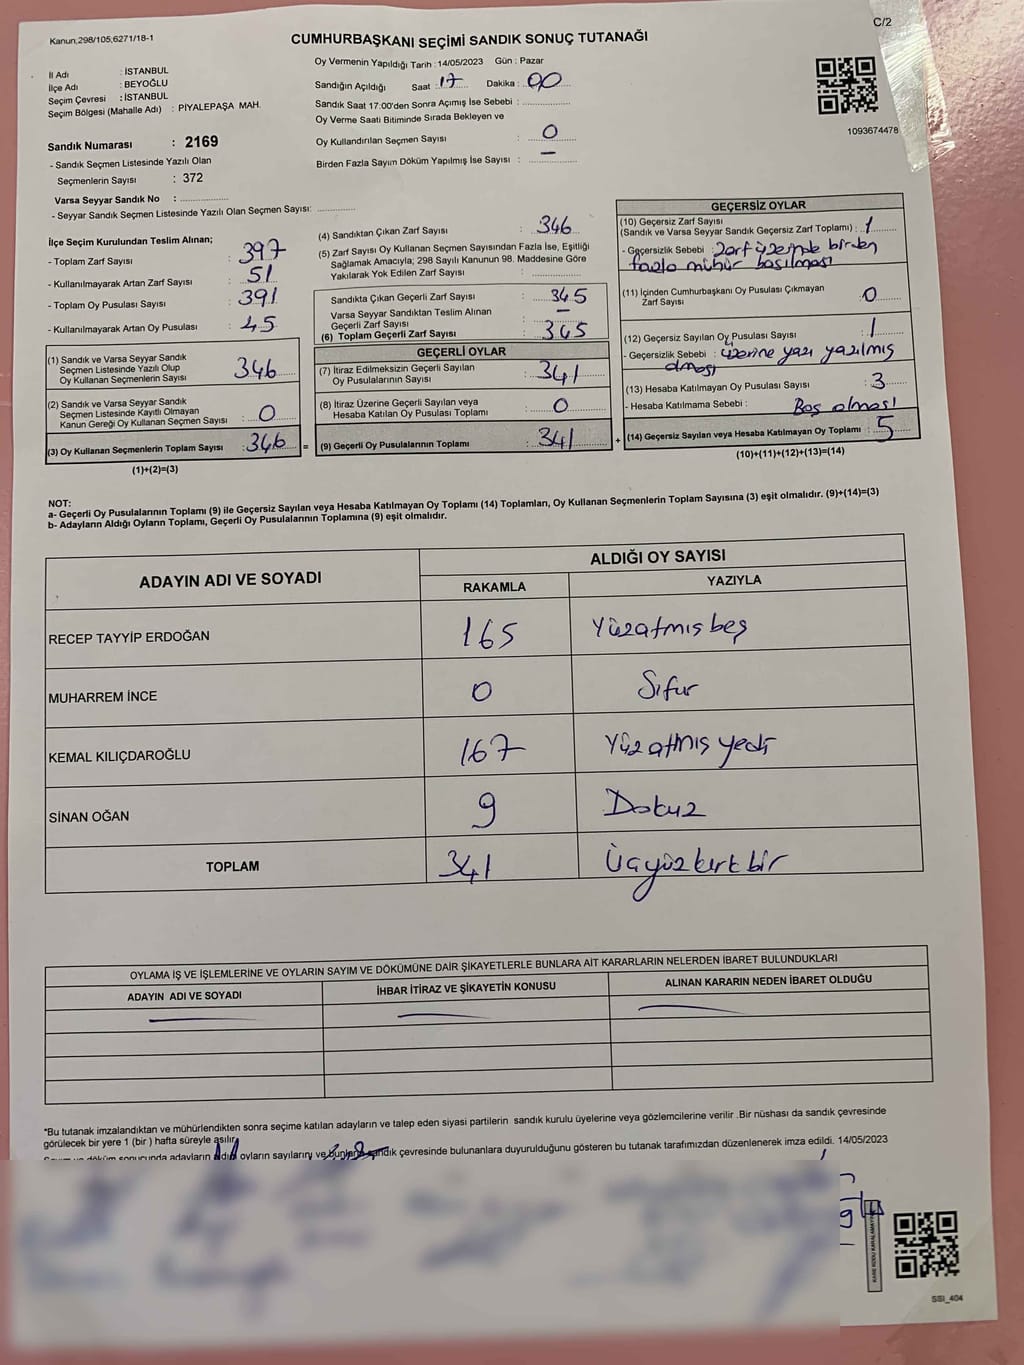 C/2
Kanun,298/105,6271/18-1
CUMHURBAŞKANI SEÇİMİ SANDIK SONUÇ TUTANAĞI
İl Adı : İSTANBUL
İlçe Adı : BEYOĞLU
Seçim Çevresi : İSTANBUL
Seçim Bölgesi (Mahalle Adı) : PİYALEPAŞA MAH.
Sandık Numarası : 2169
- Sandık Seçmen Listesinde Yazılı Olan
Seçmenlerin Sayısı : 372
Varsa Seyyar Sandık No :
- Seyyar Sandık Seçmen Listesinde Yazılı Olan Seçmen Sayısı:
Oy Vermenin Yapıldığı Tarih : 14/05/2023 Gün : Pazar
Sandığın Açıldığı Saat : 17 Dakika : 00
Sandık Saat 17:00'den Sonra Açımış İse Sebebi :
Oy Verme Saati Bitiminde Sırada Bekleyen ve
Oy Kullandırılan Seçmen Sayısı : 0
Birden Fazla Sayım Döküm Yapılmış İse Sayısı : —
1093674478
İlçe Seçim Kurulundan Teslim Alınan;
- Toplam Zarf Sayısı : 397
- Kullanılmayarak Artan Zarf Sayısı : 51
- Toplam Oy Pusulası Sayısı : 391
- Kullanılmayarak Artan Oy Pusulası : 45
(1) Sandık ve Varsa Seyyar Sandık
Seçmen Listesinde Yazılı Olup
Oy Kullanan Seçmenlerin Sayısı 346
(2) Sandık ve Varsa Seyyar Sandık
Seçmen Listesinde Kayıtlı Olmayan
Kanun Gereği Oy Kullanan Seçmen Sayısı : 0
(3) Oy Kullanan Seçmenlerin Toplam Sayısı : 346 =
(1)+(2)=(3)
(4) Sandıktan Çıkan Zarf Sayısı : 346
(5) Zarf Sayısı Oy Kullanan Seçmen Sayısından Fazla İse, Eşitliği
Sağlamak Amacıyla; 298 Sayılı Kanunun 98. Maddesine Göre
Yakılarak Yok Edilen Zarf Sayısı :
Sandıkta Çıkan Geçerli Zarf Sayısı : 345
Varsa Seyyar Sandıktan Teslim Alınan
Geçerli Zarf Sayısı : —
(6) Toplam Geçerli Zarf Sayısı : 345
GEÇERLİ OYLAR
(7) İtiraz Edilmeksizin Geçerli Sayılan
Oy Pusulalarının Sayısı : 341
(8) İtiraz Üzerine Geçerli Sayılan veya
Hesaba Katılan Oy Pusulası Toplamı : 0
(9) Geçerli Oy Pusulalarının Toplamı : 341 +
GEÇERSİZ OYLAR
(10) Geçersiz Zarf Sayısı
(Sandık ve Varsa Seyyar Sandık Geçersiz Zarf Toplamı) : 1
- Geçersizlik Sebebi : Zarf üzerinde birden
fazla mühür basılması
(11) İçinden Cumhurbaşkanı Oy Pusulası Çıkmayan
Zarf Sayısı : 0
(12) Geçersiz Sayılan Oy Pusulası Sayısı : 1
- Geçersizlik Sebebi : üzerine yazı yazılmış
olması
(13) Hesaba Katılmayan Oy Pusulası Sayısı : 3
- Hesaba Katılmama Sebebi : Boş olması
(14) Geçersiz Sayılan veya Hesaba Katılmayan Oy Toplamı : 5
(10)+(11)+(12)+(13)=(14)
NOT:
a- Geçerli Oy Pusulalarının Toplamı (9) ile Geçersiz Sayılan veya Hesaba Katılmayan Oy Toplamı (14) Toplamları, Oy Kullanan Seçmenlerin Toplam Sayısına (3) eşit olmalıdır. (9)+(14)=(3)
b- Adayların Aldığı Oyların Toplamı, Geçerli Oy Pusulalarının Toplamına (9) eşit olmalıdır.
ADAYIN ADI VE SOYADI ALDIĞI OY SAYISI
RAKAMLA YAZIYLA
RECEP TAYYİP ERDOĞAN 165 Yüzatmışbeş
MUHARREM İNCE 0 Sıfır
KEMAL KILIÇDAROĞLU 167 Yüz atmış yedi
SİNAN OĞAN 9 Dokuz
TOPLAM 341 Üçyüzkırkbir
OYLAMA İŞ VE İŞLEMLERİNE VE OYLARIN SAYIM VE DÖKÜMÜNE DAİR ŞİKAYETLERLE BUNLARA AİT KARARLARIN NELERDEN İBARET BULUNDUKLARI
ADAYIN ADI VE SOYADI İHBAR İTİRAZ VE ŞİKAYETİN KONUSU ALINAN KARARIN NEDEN İBARET OLDUĞU
*Bu tutanak imzalandıktan ve mühürlendikten sonra seçime katılan adayların ve talep eden siyasi partilerin sandık kurulu üyelerine veya gözlemcilerine verilir .Bir nüshası da sandık çevresinde
görülecek bir yere 1 (bir ) hafta süreyle asılır
Sayım ve döküm sonucunda adayların aldığı oyların sayılarını ve bunların sandık çevresinde bulunanlara duyurulduğunu gösteren bu tutanak tarafımızdan düzenlenerek imza edildi. 14/05/2023
SSI_404